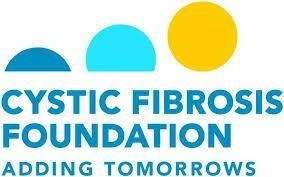 CYSTIC FIBROSIS
FOUNDATION
ADDING TOMORROWS